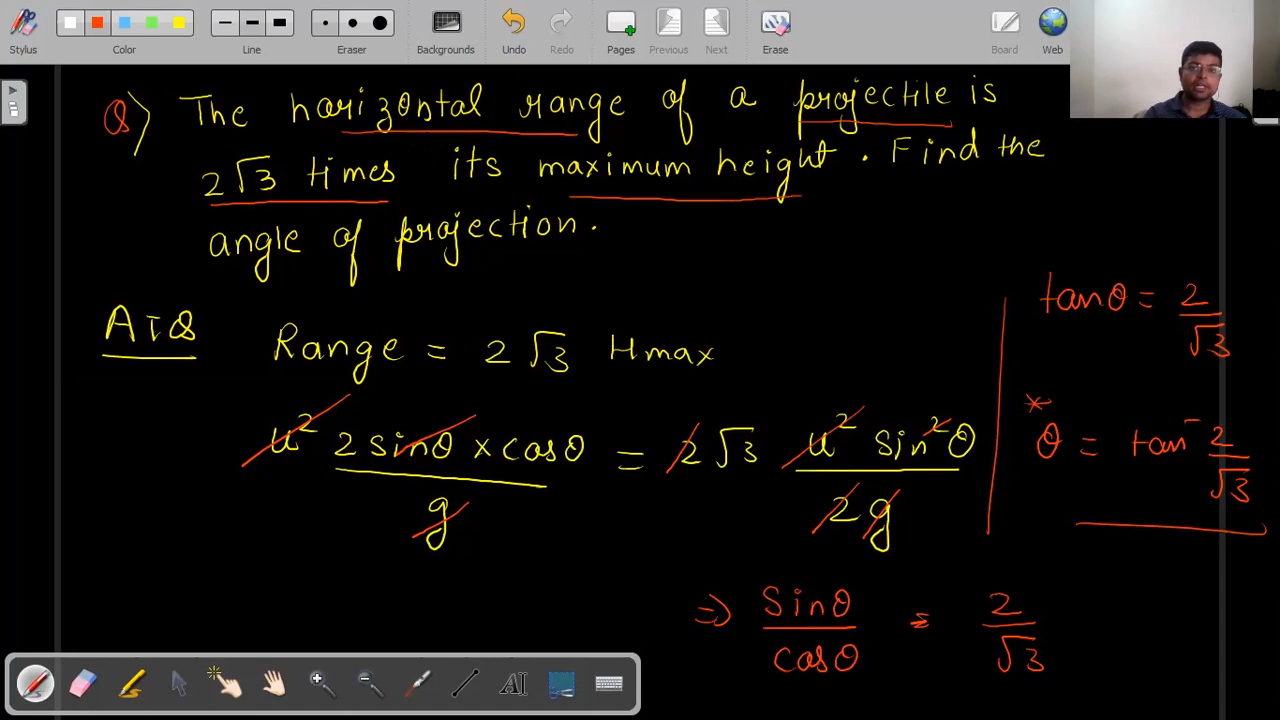 Stylus Color Line Eraser Backgrounds Undo Redo Pages Previous Next Erase Board Web
Q) The horizontal range of a projectile is
2√3 times its maximum height. Find the
angle of projection.
ATQ Range = 2√3 Hmax
u² 2 sinθ × cosθ / g = 2√3 u² Sin²θ / 2g
⇒ Sinθ / cosθ = 2 / √3
tanθ = 2 / √3
* θ = tan⁻ 2 / √3